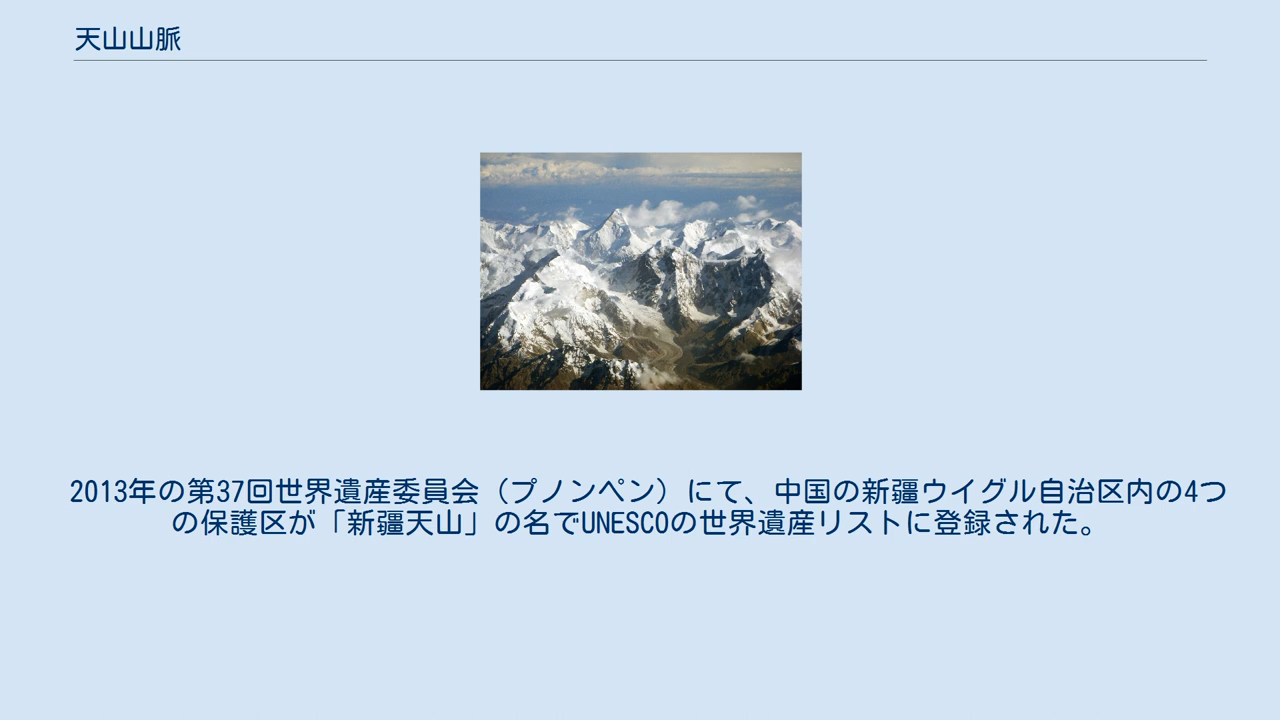 天山山脈
2013年の第37回世界遺産委員会（プノンペン）にて、中国の新疆ウイグル自治区内の4つ
の保護区が「新疆天山」の名でUNESCOの世界遺産リストに登録された。